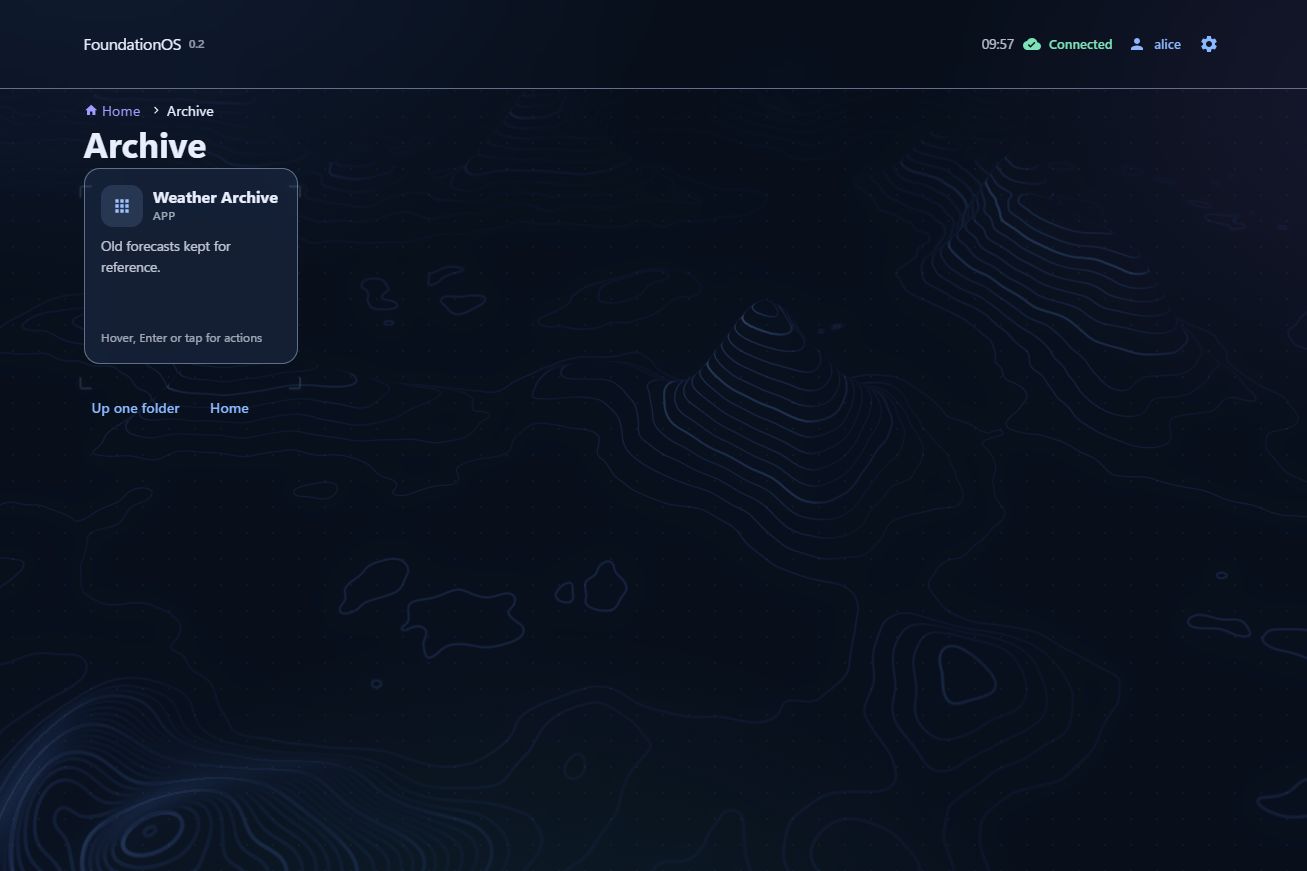 FoundationOS 0.2
09:57 Connected alice
Home > Archive
Archive
Weather Archive
APP
Old forecasts kept for
reference.
Hover, Enter or tap for actions
Up one folder Home